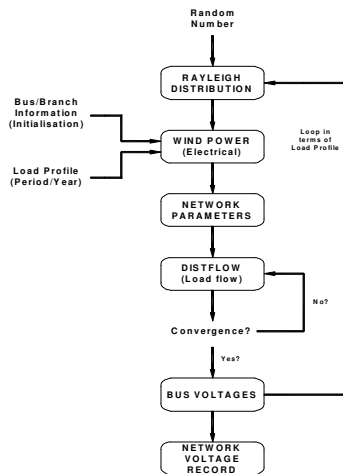 Random
Number
RAYLEIGH
DISTRIBUTION
Bus/Branch
Information
(Initialisation)
Loop in
terms of
Load Profile
WIND POWER
(Electrical)
Load Profile
(Period/Year)
NETWORK
PARAMETERS
DISTFLOW
(Load flow)
No?
Convergence?
Yes?
BUS VOLTAGES
NETWORK
VOLTAGE
RECORD